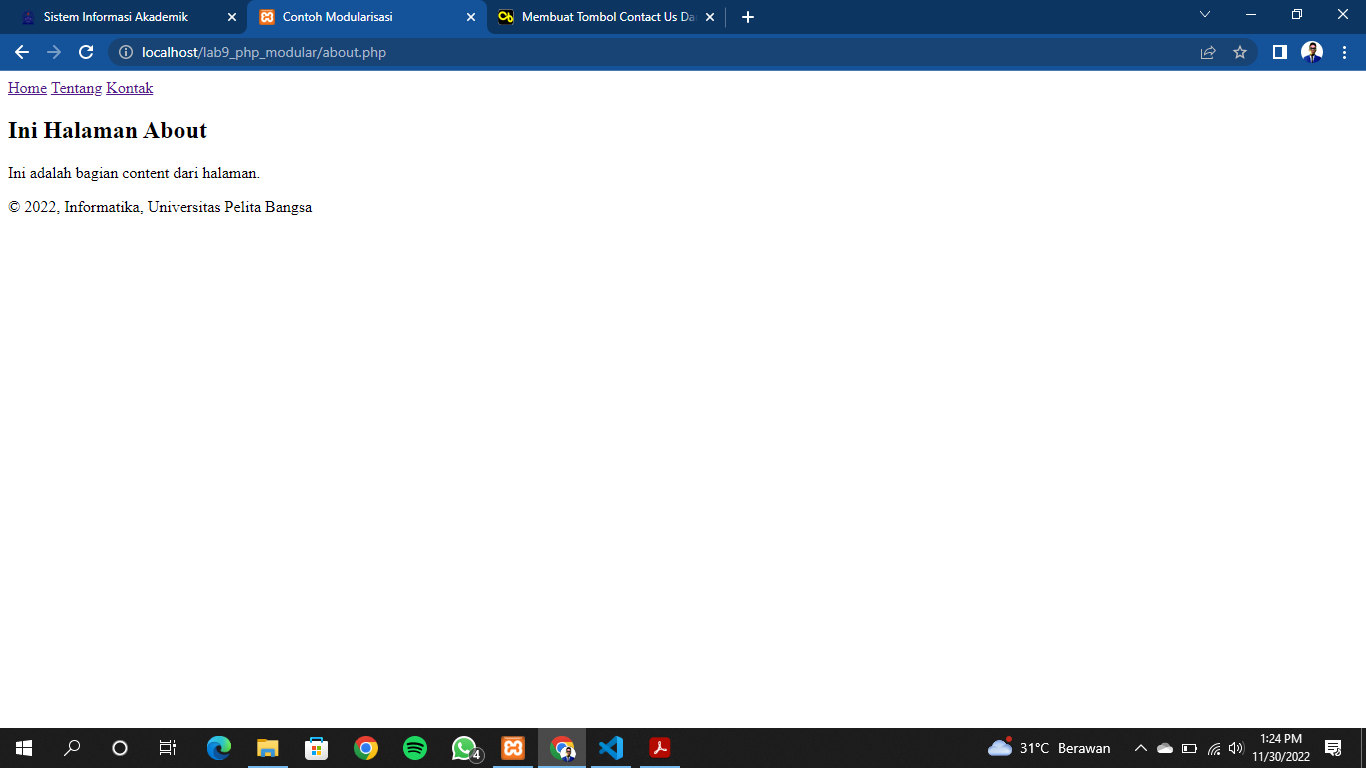 Sistem Informasi Akademik
Contoh Modularisasi
Membuat Tombol Contact Us Da
localhost/lab9_php_modular/about.php
Home Tentang Kontak
Ini Halaman About
Ini adalah bagian content dari halaman.
© 2022, Informatika, Universitas Pelita Bangsa
4
31°C Berawan
1:24 PM
11/30/2022